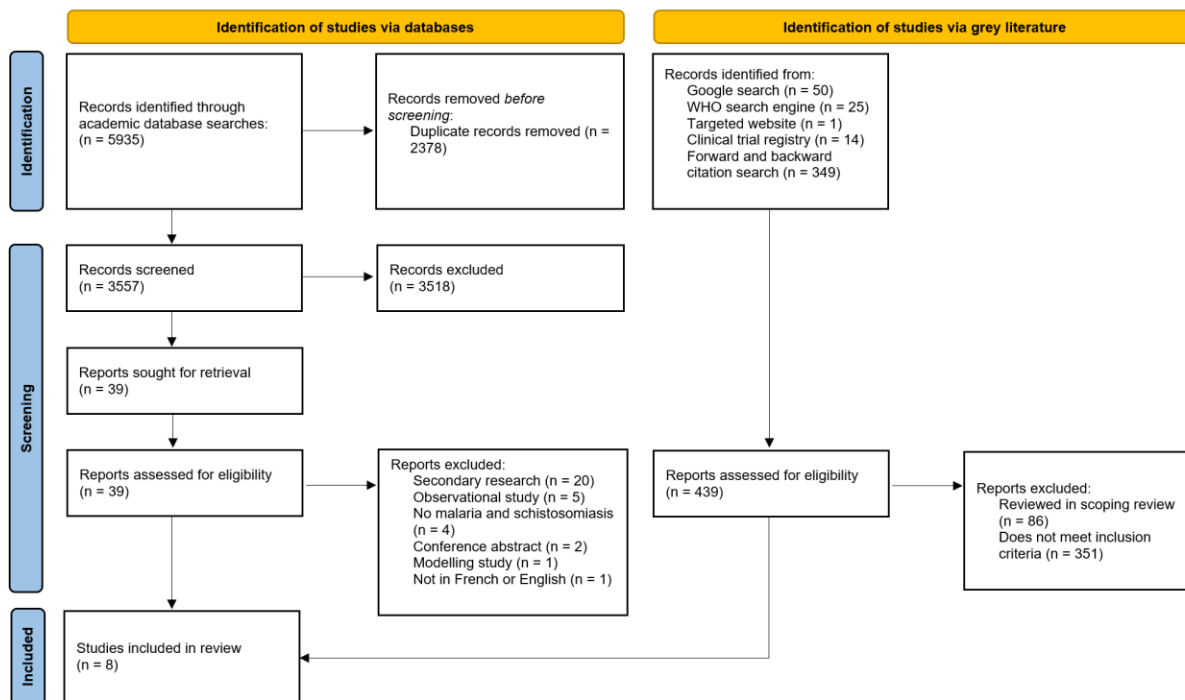 Identification of studies via databases
Identification of studies via grey literature
Identification
Records identified through
academic database searches:
(n = 5935)
Records removed before
screening:
Duplicate records removed (n =
2378)
Records identified from:
Google search (n = 50)
WHO search engine (n = 25)
Targeted website (n = 1)
Clinical trial registry (n = 14)
Forward and backward
citation search (n = 349)
Screening
Records screened
(n = 3557)
Records excluded
(n = 3518)
Reports sought for retrieval
(n = 39)
Reports assessed for eligibility
(n = 39)
Reports excluded:
Secondary research (n = 20)
Observational study (n = 5)
No malaria and schistosomiasis
(n = 4)
Conference abstract (n = 2)
Modelling study (n = 1)
Not in French or English (n = 1)
Reports assessed for eligibility
(n = 439)
Reports excluded:
Reviewed in scoping review
(n = 86)
Does not meet inclusion
criteria (n = 351)
Included
Studies included in review
(n = 8)